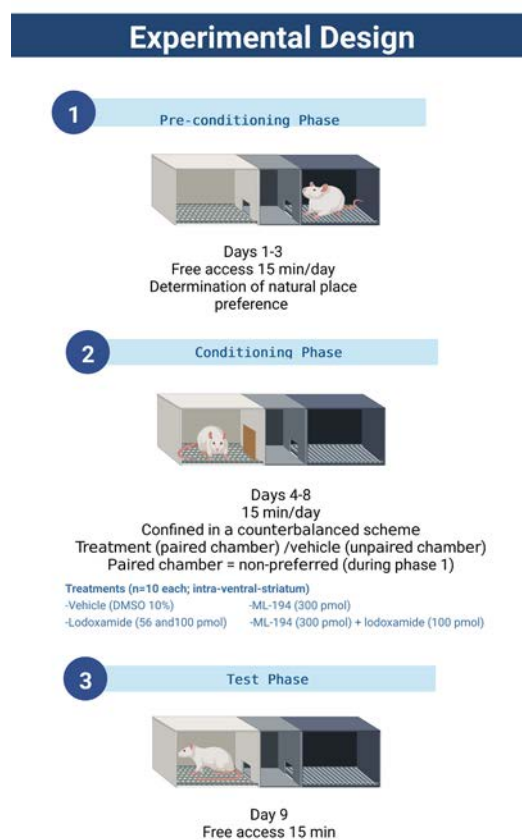 Experimental Design
1
Pre-conditioning Phase
Days 1-3
Free access 15 min/day
Determination of natural place
preference
2
Conditioning Phase
Days 4-8
15 min/day
Confined in a counterbalanced scheme
Treatment (paired chamber) /vehicle (unpaired chamber)
Paired chamber = non-preferred (during phase 1)
Treatments (n=10 each; intra-ventral-striatum)
-Vehicle (DMSO 10%) -ML-194 (300 pmol)
-Lodoxamide (56 and100 pmol) -ML-194 (300 pmol) + lodoxamide (100 pmol)
3
Test Phase
Day 9
Free access 15 min